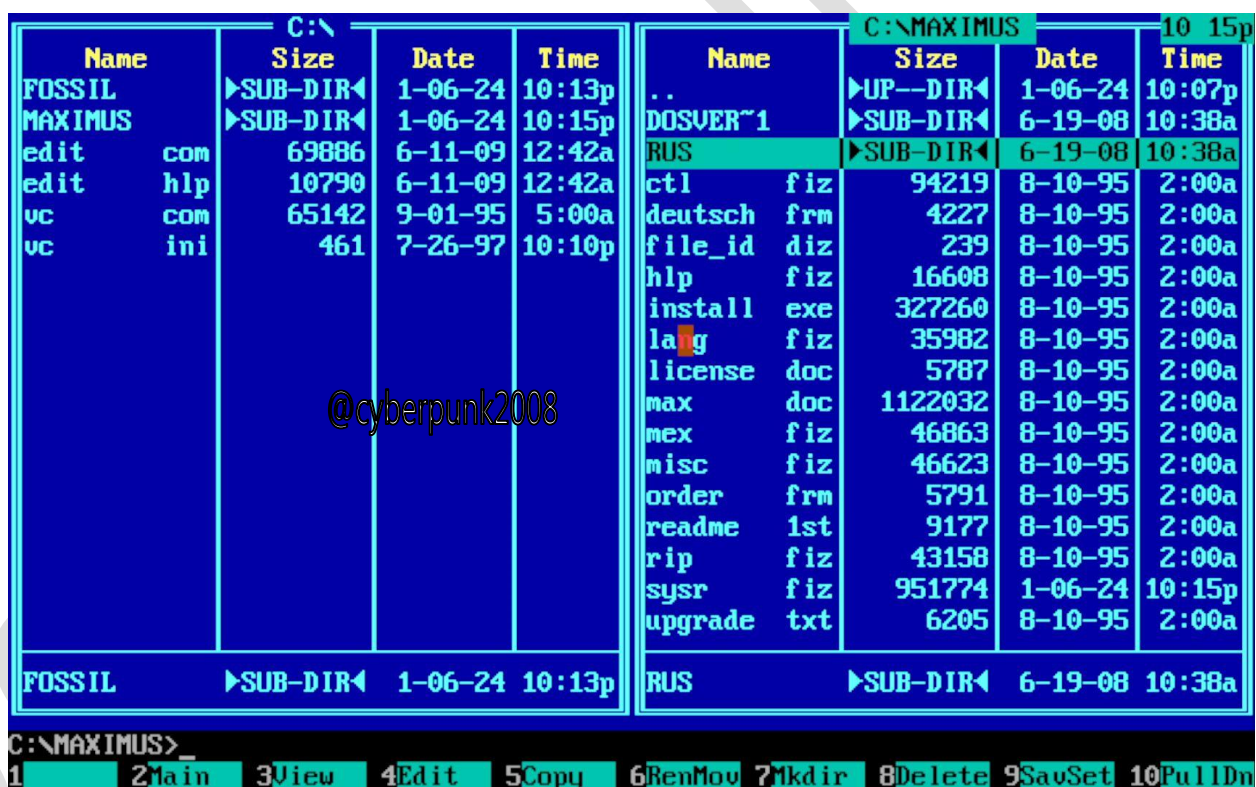 C:\ C:\MAXIMUS 10 15p
Name Size Date Time Name Size Date Time
FOSSIL ►SUB-DIR◄ 1-06-24 10:13p .. ►UP--DIR◄ 1-06-24 10:07p
MAXIMUS ►SUB-DIR◄ 1-06-24 10:15p DOSVER~1 ►SUB-DIR◄ 6-19-08 10:38a
edit com 69886 6-11-09 12:42a RUS ►SUB-DIR◄ 6-19-08 10:38a
edit hlp 10790 6-11-09 12:42a ctl fiz 94219 8-10-95 2:00a
vc com 65142 9-01-95 5:00a deutsch frm 4227 8-10-95 2:00a
vc ini 461 7-26-97 10:10p file_id diz 239 8-10-95 2:00a
hlp fiz 16608 8-10-95 2:00a
install exe 327260 8-10-95 2:00a
lang fiz 35982 8-10-95 2:00a
license doc 5787 8-10-95 2:00a
@cyberpunk2008 max doc 1122032 8-10-95 2:00a
mex fiz 46863 8-10-95 2:00a
misc fiz 46623 8-10-95 2:00a
order frm 5791 8-10-95 2:00a
readme 1st 9177 8-10-95 2:00a
rip fiz 43158 8-10-95 2:00a
sysr fiz 951774 1-06-24 10:15p
upgrade txt 6205 8-10-95 2:00a
FOSSIL ►SUB-DIR◄ 1-06-24 10:13p RUS ►SUB-DIR◄ 6-19-08 10:38a
C:\MAXIMUS>_
1 2Main 3View 4Edit 5Copy 6RenMov 7Mkdir 8Delete 9SavSet 10PullDn